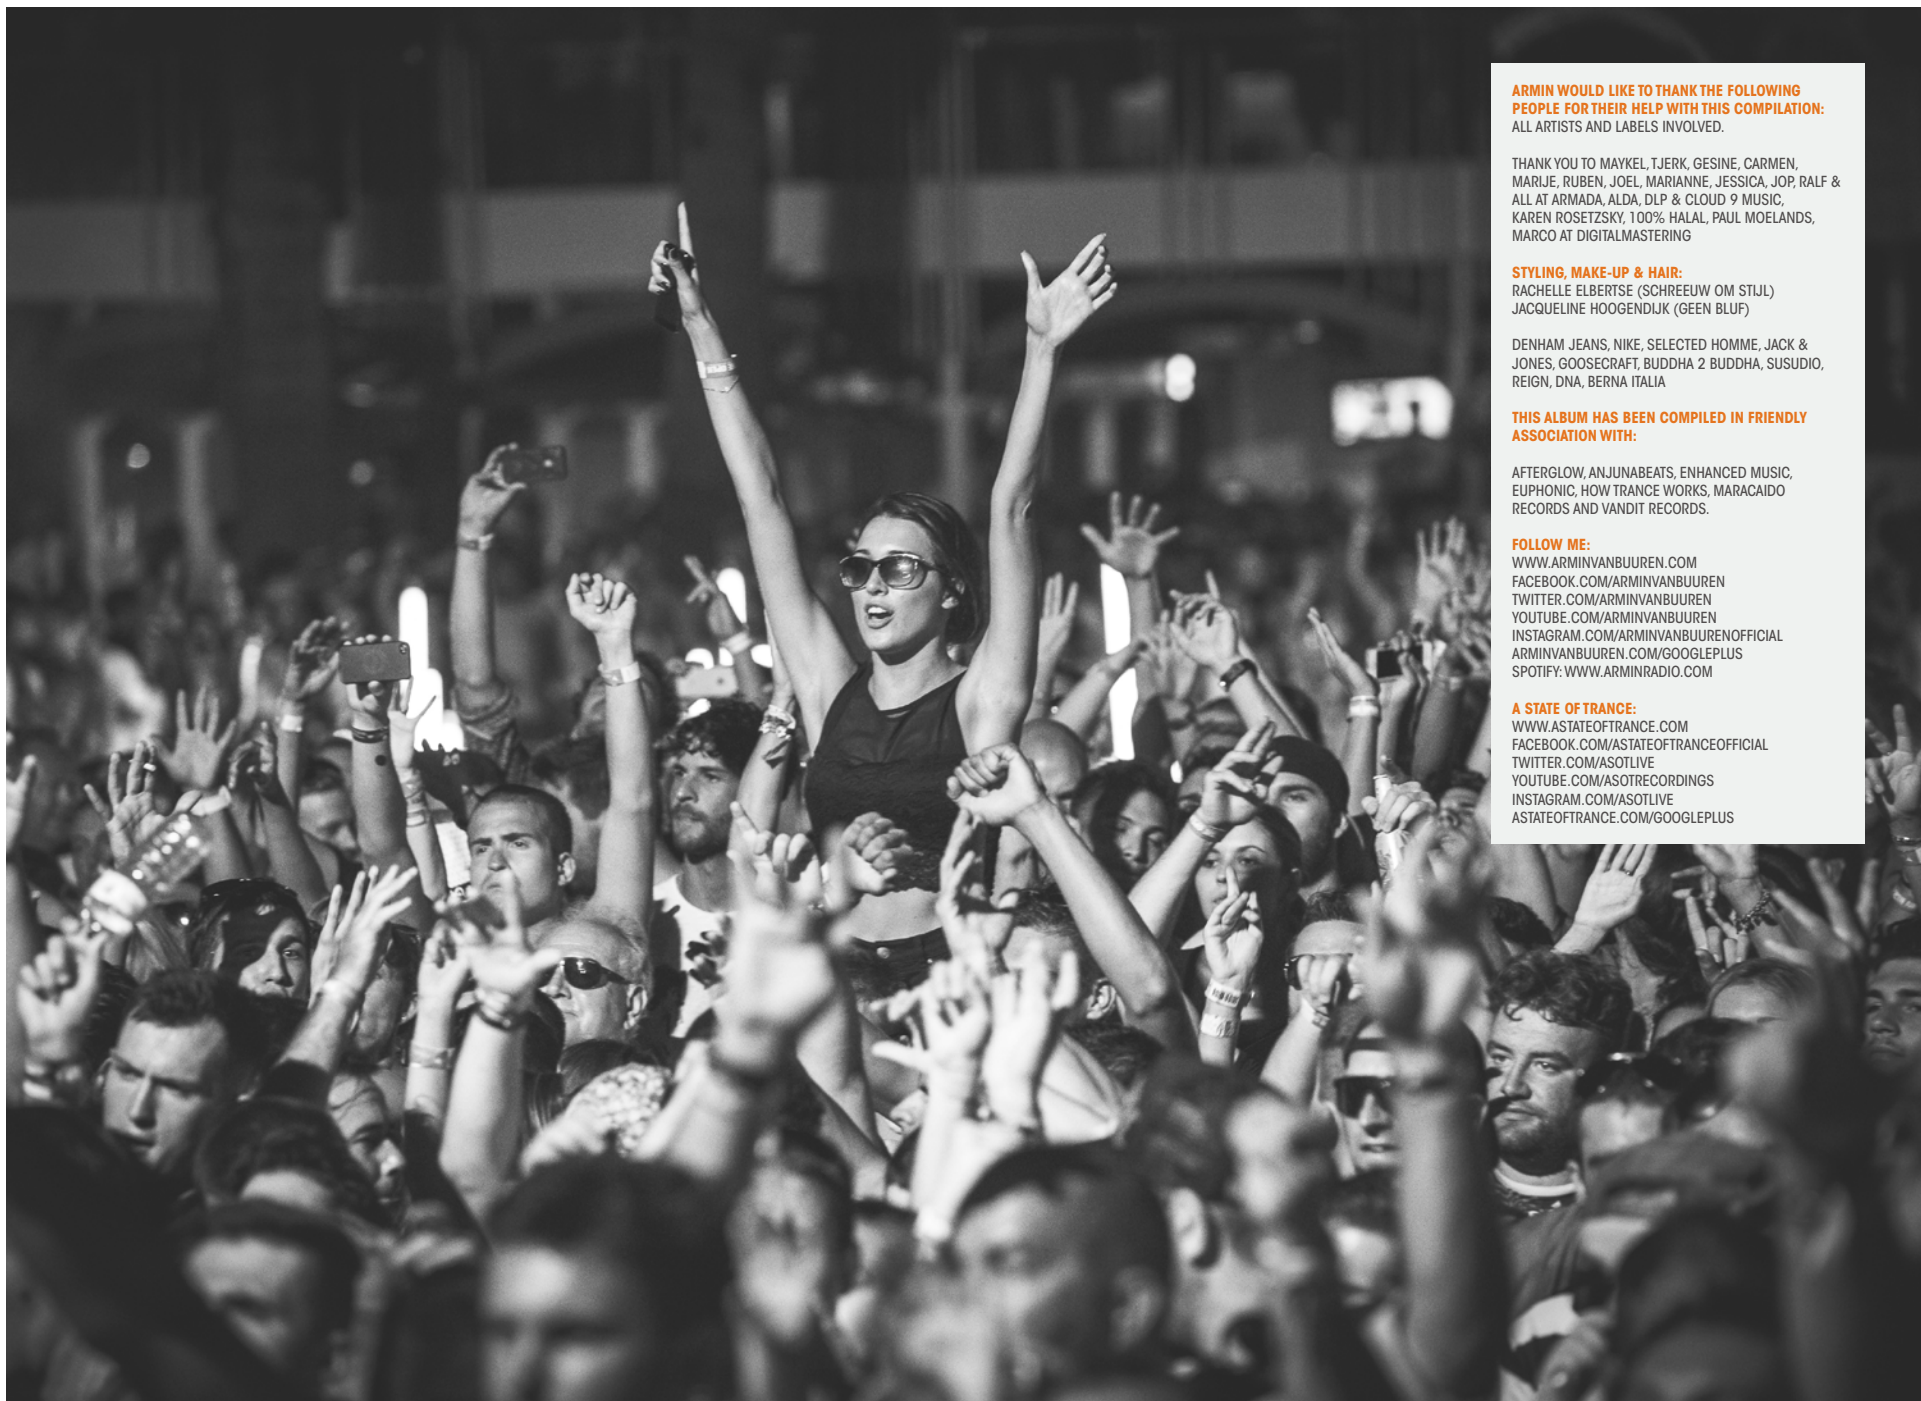 ARMIN WOULD LIKE TO THANK THE FOLLOWING
PEOPLE FOR THEIR HELP WITH THIS COMPILATION:
ALL ARTISTS AND LABELS INVOLVED.
THANK YOU TO MAYKEL, TJERK, GESINE, CARMEN,
MARIJE, RUBEN, JOEL, MARIANNE, JESSICA, JOP, RALF &
ALL AT ARMADA, ALDA, DLP & CLOUD 9 MUSIC,
KAREN ROSETZSKY, 100% HALAL, PAUL MOELANDS,
MARCO AT DIGITALMASTERING
STYLING, MAKE-UP & HAIR:
RACHELLE ELBERTSE (SCHREEUW OM STIJL)
JACQUELINE HOOGENDIJK (GEEN BLUF)
DENHAM JEANS, NIKE, SELECTED HOMME, JACK &
JONES, GOOSECRAFT, BUDDHA 2 BUDDHA, SUSUDIO,
REIGN, DNA, BERNA ITALIA
THIS ALBUM HAS BEEN COMPILED IN FRIENDLY
ASSOCIATION WITH:
AFTERGLOW, ANJUNABEATS, ENHANCED MUSIC,
EUPHONIC, HOW TRANCE WORKS, MARACAIDO
RECORDS AND VANDIT RECORDS.
FOLLOW ME:
WWW.ARMINVANBUUREN.COM
FACEBOOK.COM/ARMINVANBUUREN
TWITTER.COM/ARMINVANBUUREN
YOUTUBE.COM/ARMINVANBUUREN
INSTAGRAM.COM/ARMINVANBUURENOFFICIAL
ARMINVANBUUREN.COM/GOOGLEPLUS
SPOTIFY: WWW.ARMINRADIO.COM
A STATE OF TRANCE:
WWW.ASTATEOFTRANCE.COM
FACEBOOK.COM/ASTATEOFTRANCEOFFICIAL
TWITTER.COM/ASOTLIVE
YOUTUBE.COM/ASOTRECORDINGS
INSTAGRAM.COM/ASOTLIVE
ASTATEOFTRANCE.COM/GOOGLEPLUS